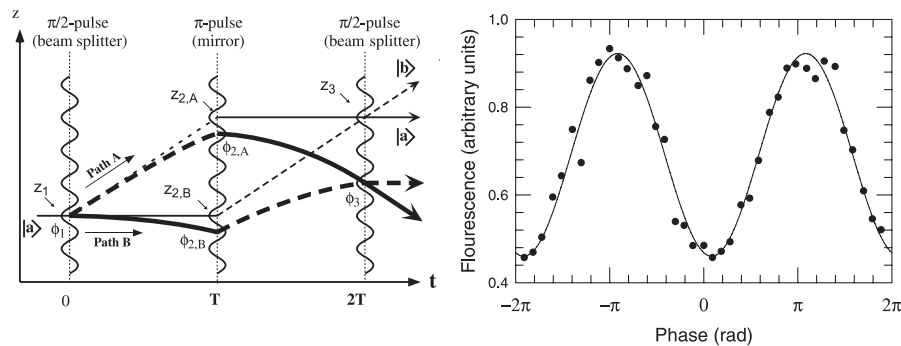 z
π/2-pulse
(beam splitter)
π-pulse
(mirror)
π/2-pulse
(beam splitter)
|b⟩
z3
z2,A
|a⟩
Path A
ϕ2,A
z1
z2,B
ϕ3
|a⟩
ϕ1
Path B
ϕ2,B
t
0
T
2T
Flourescence (arbitrary units)
1.0
0.8
0.6
0.4
−2π
−π
0
π
2π
Phase (rad)